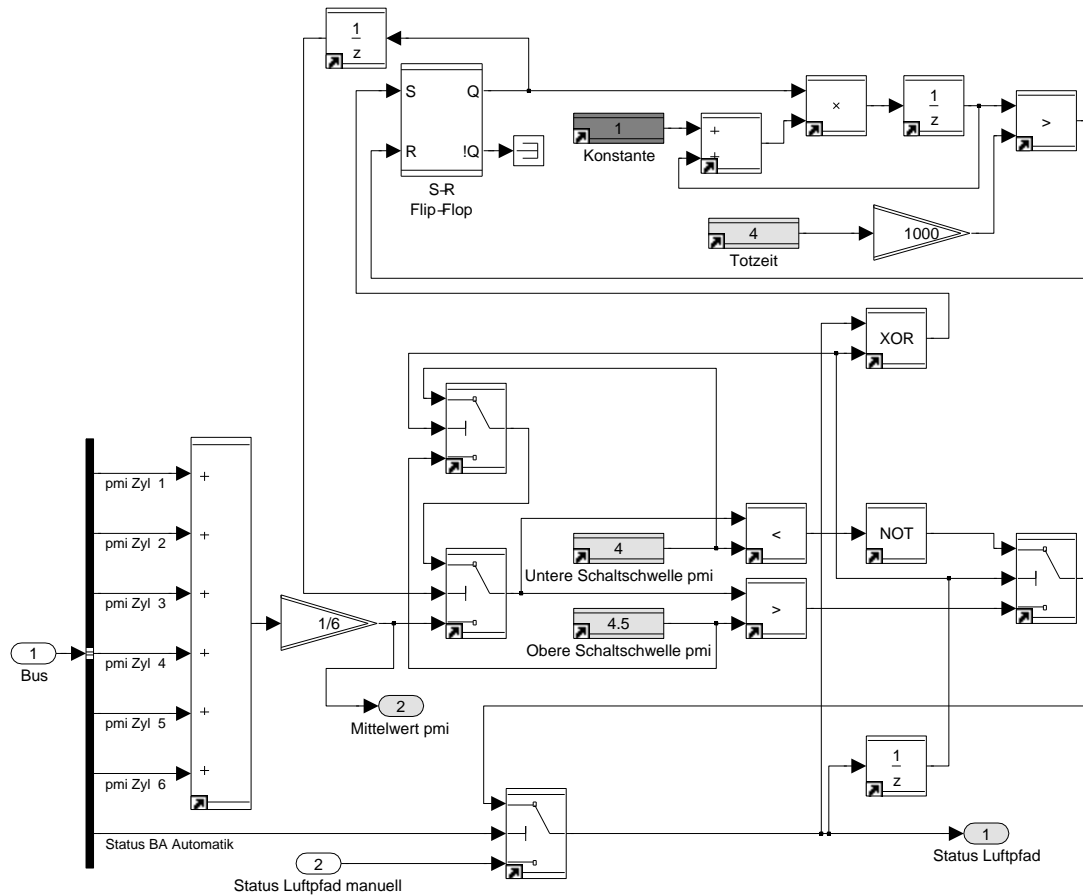 1
z
S
Q
R
!Q
S-R
Flip-Flop
1
Konstante
+
+
×
1
z
>
4
Totzeit
1000
XOR
pmi Zyl 1
pmi Zyl 2
pmi Zyl 3
pmi Zyl 4
pmi Zyl 5
pmi Zyl 6
+
+
+
+
+
+
1
Bus
1/6
4
Untere Schaltschwelle pmi
<
NOT
4.5
Obere Schaltschwelle pmi
>
2
Mittelwert pmi
1
z
Status BA Automatik
2
Status Luftpfad manuell
1
Status Luftpfad